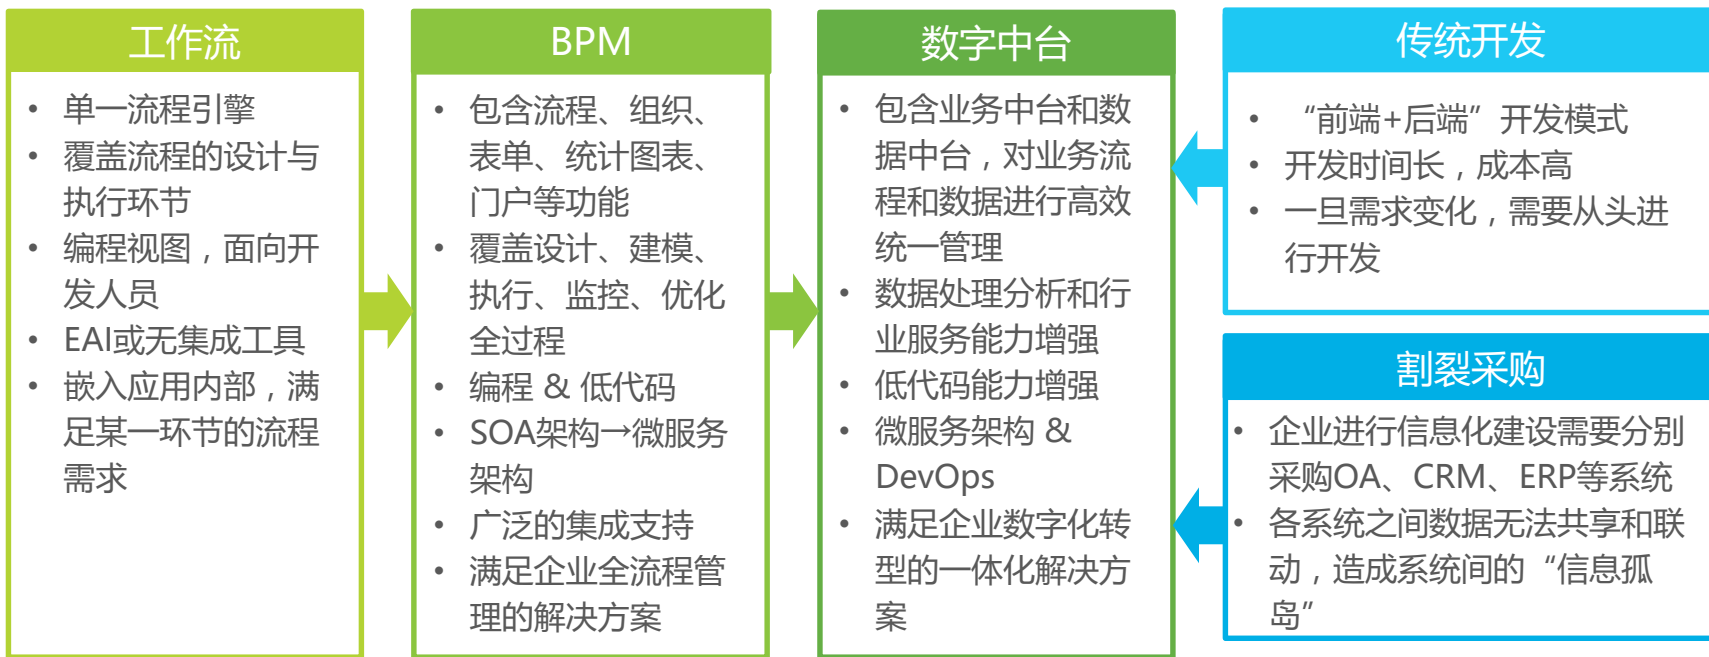 工作流
• 单一流程引擎
• 覆盖流程的设计与
执行环节
• 编程视图，面向开
发人员
• EAI或无集成工具
• 嵌入应用内部，满
足某一环节的流程
需求
BPM
• 包含流程、组织、
表单、统计图表、
门户等功能
• 覆盖设计、建模、
执行、监控、优化
全过程
• 编程 & 低代码
• SOA架构→微服务
架构
• 广泛的集成支持
• 满足企业全流程管
理的解决方案
数字中台
• 包含业务中台和数
据中台，对业务流
程和数据进行高效
统一管理
• 数据处理分析和行
业服务能力增强
• 低代码能力增强
• 微服务架构 &
DevOps
• 满足企业数字化转
型的一体化解决方
案
传统开发
• “前端+后端”开发模式
• 开发时间长，成本高
• 一旦需求变化，需要从头进
行开发
割裂采购
• 企业进行信息化建设需要分别
采购OA、CRM、ERP等系统
• 各系统之间数据无法共享和联
动，造成系统间的“信息孤
岛”